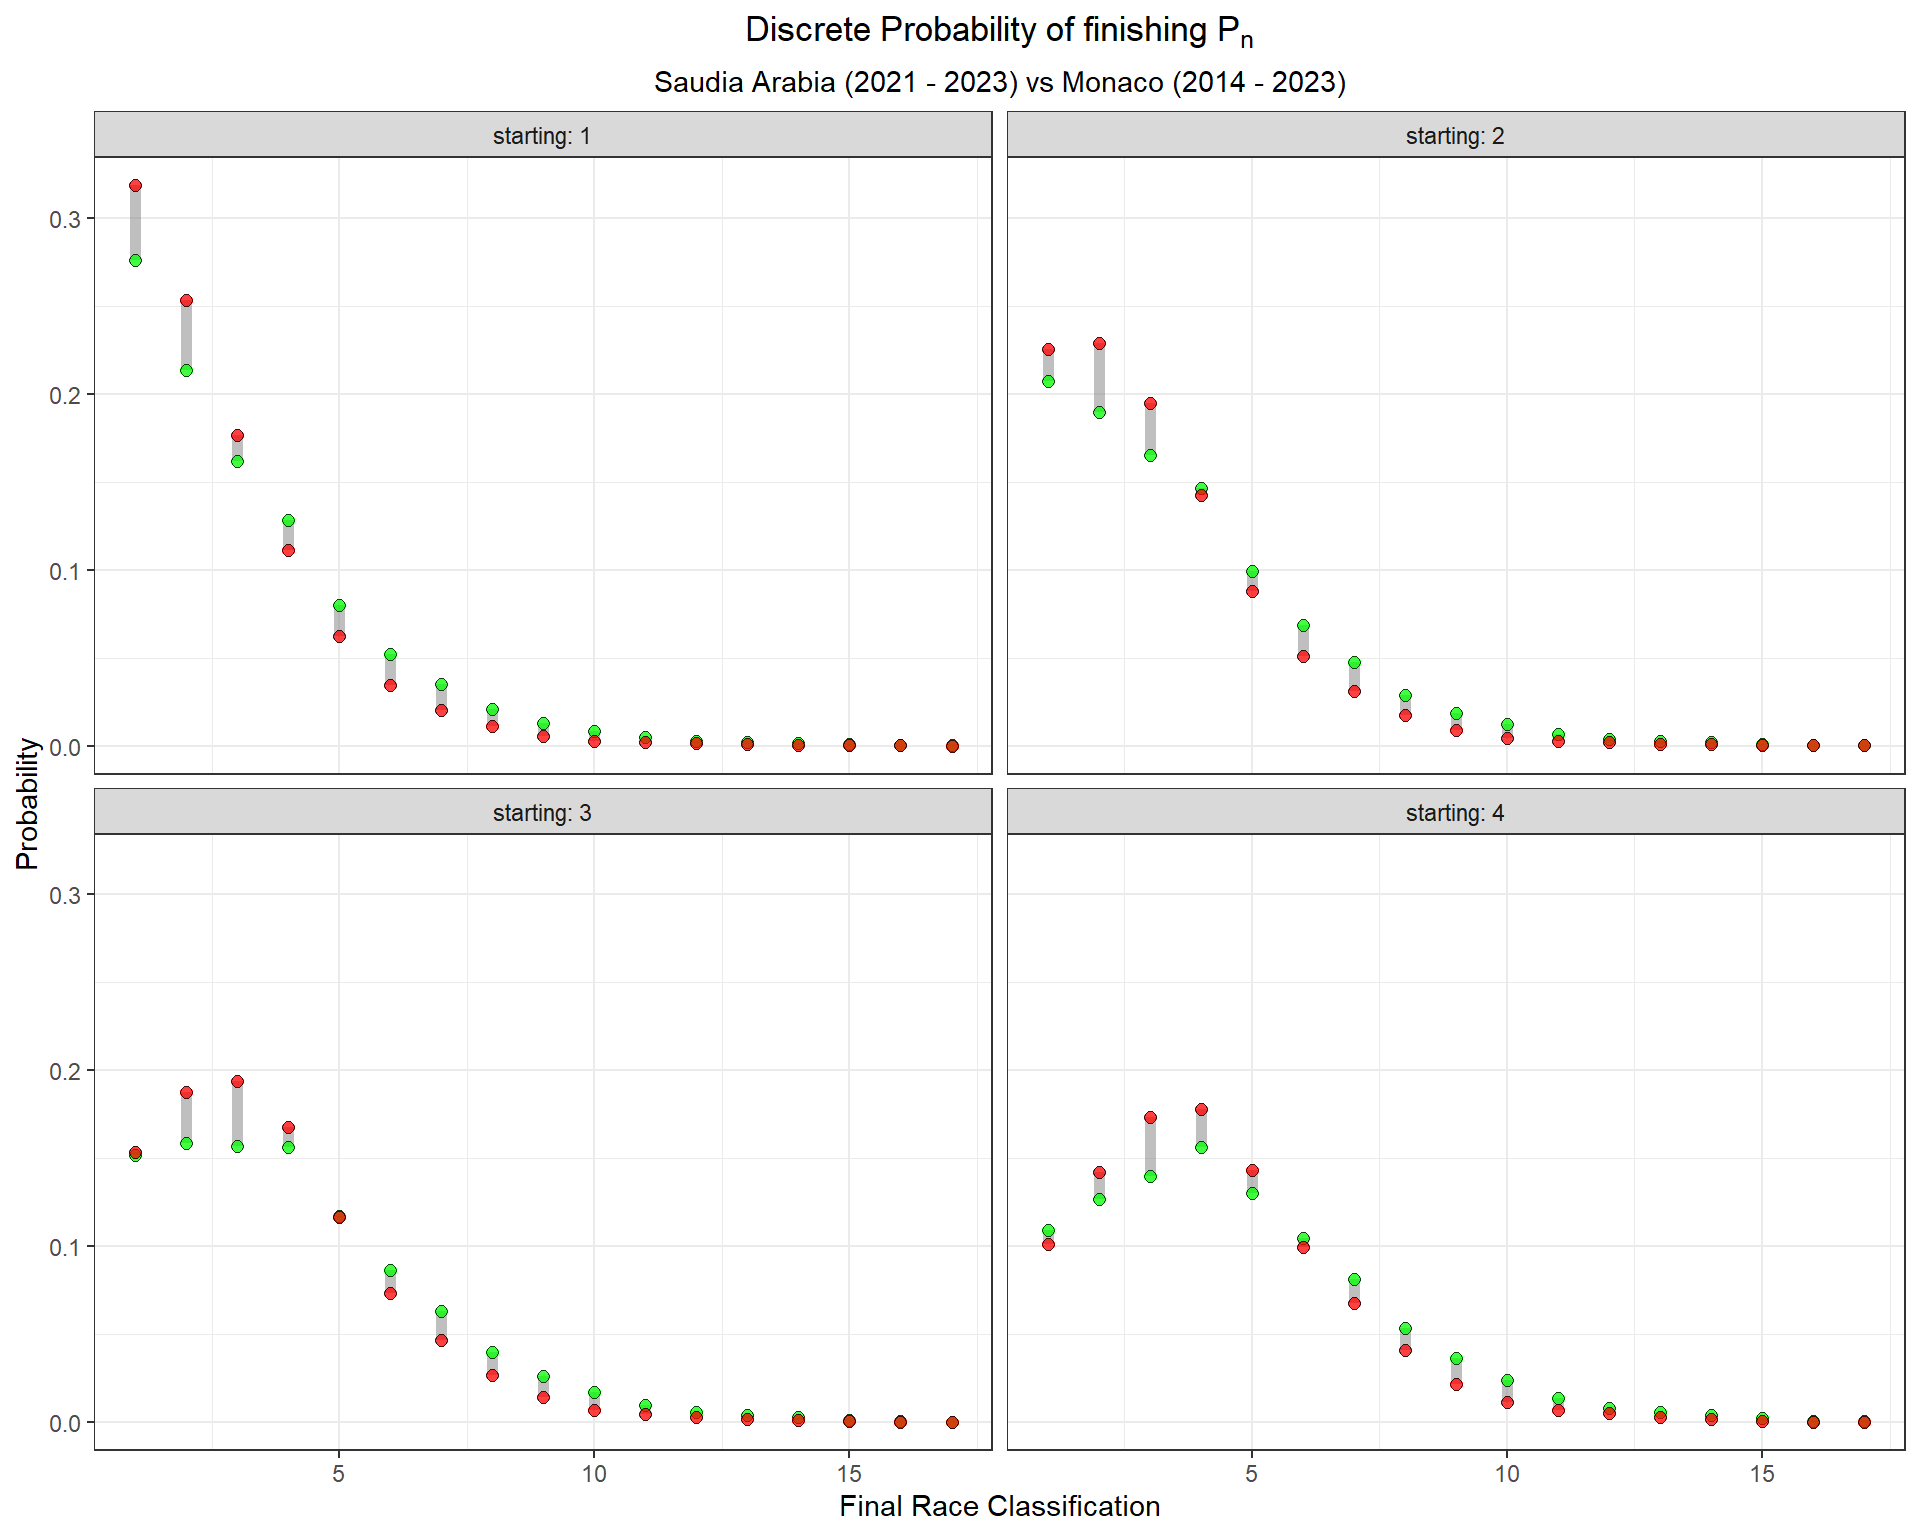 Discrete Probability of finishing Pn
Saudia Arabia (2021 - 2023) vs Monaco (2014 - 2023)
starting: 1
starting: 2
0.3
0.2
0.1
0.0
starting: 3
starting: 4
0.3
0.2
0.1
0.0
Probability
5
10
15
5
10
15
Final Race Classification